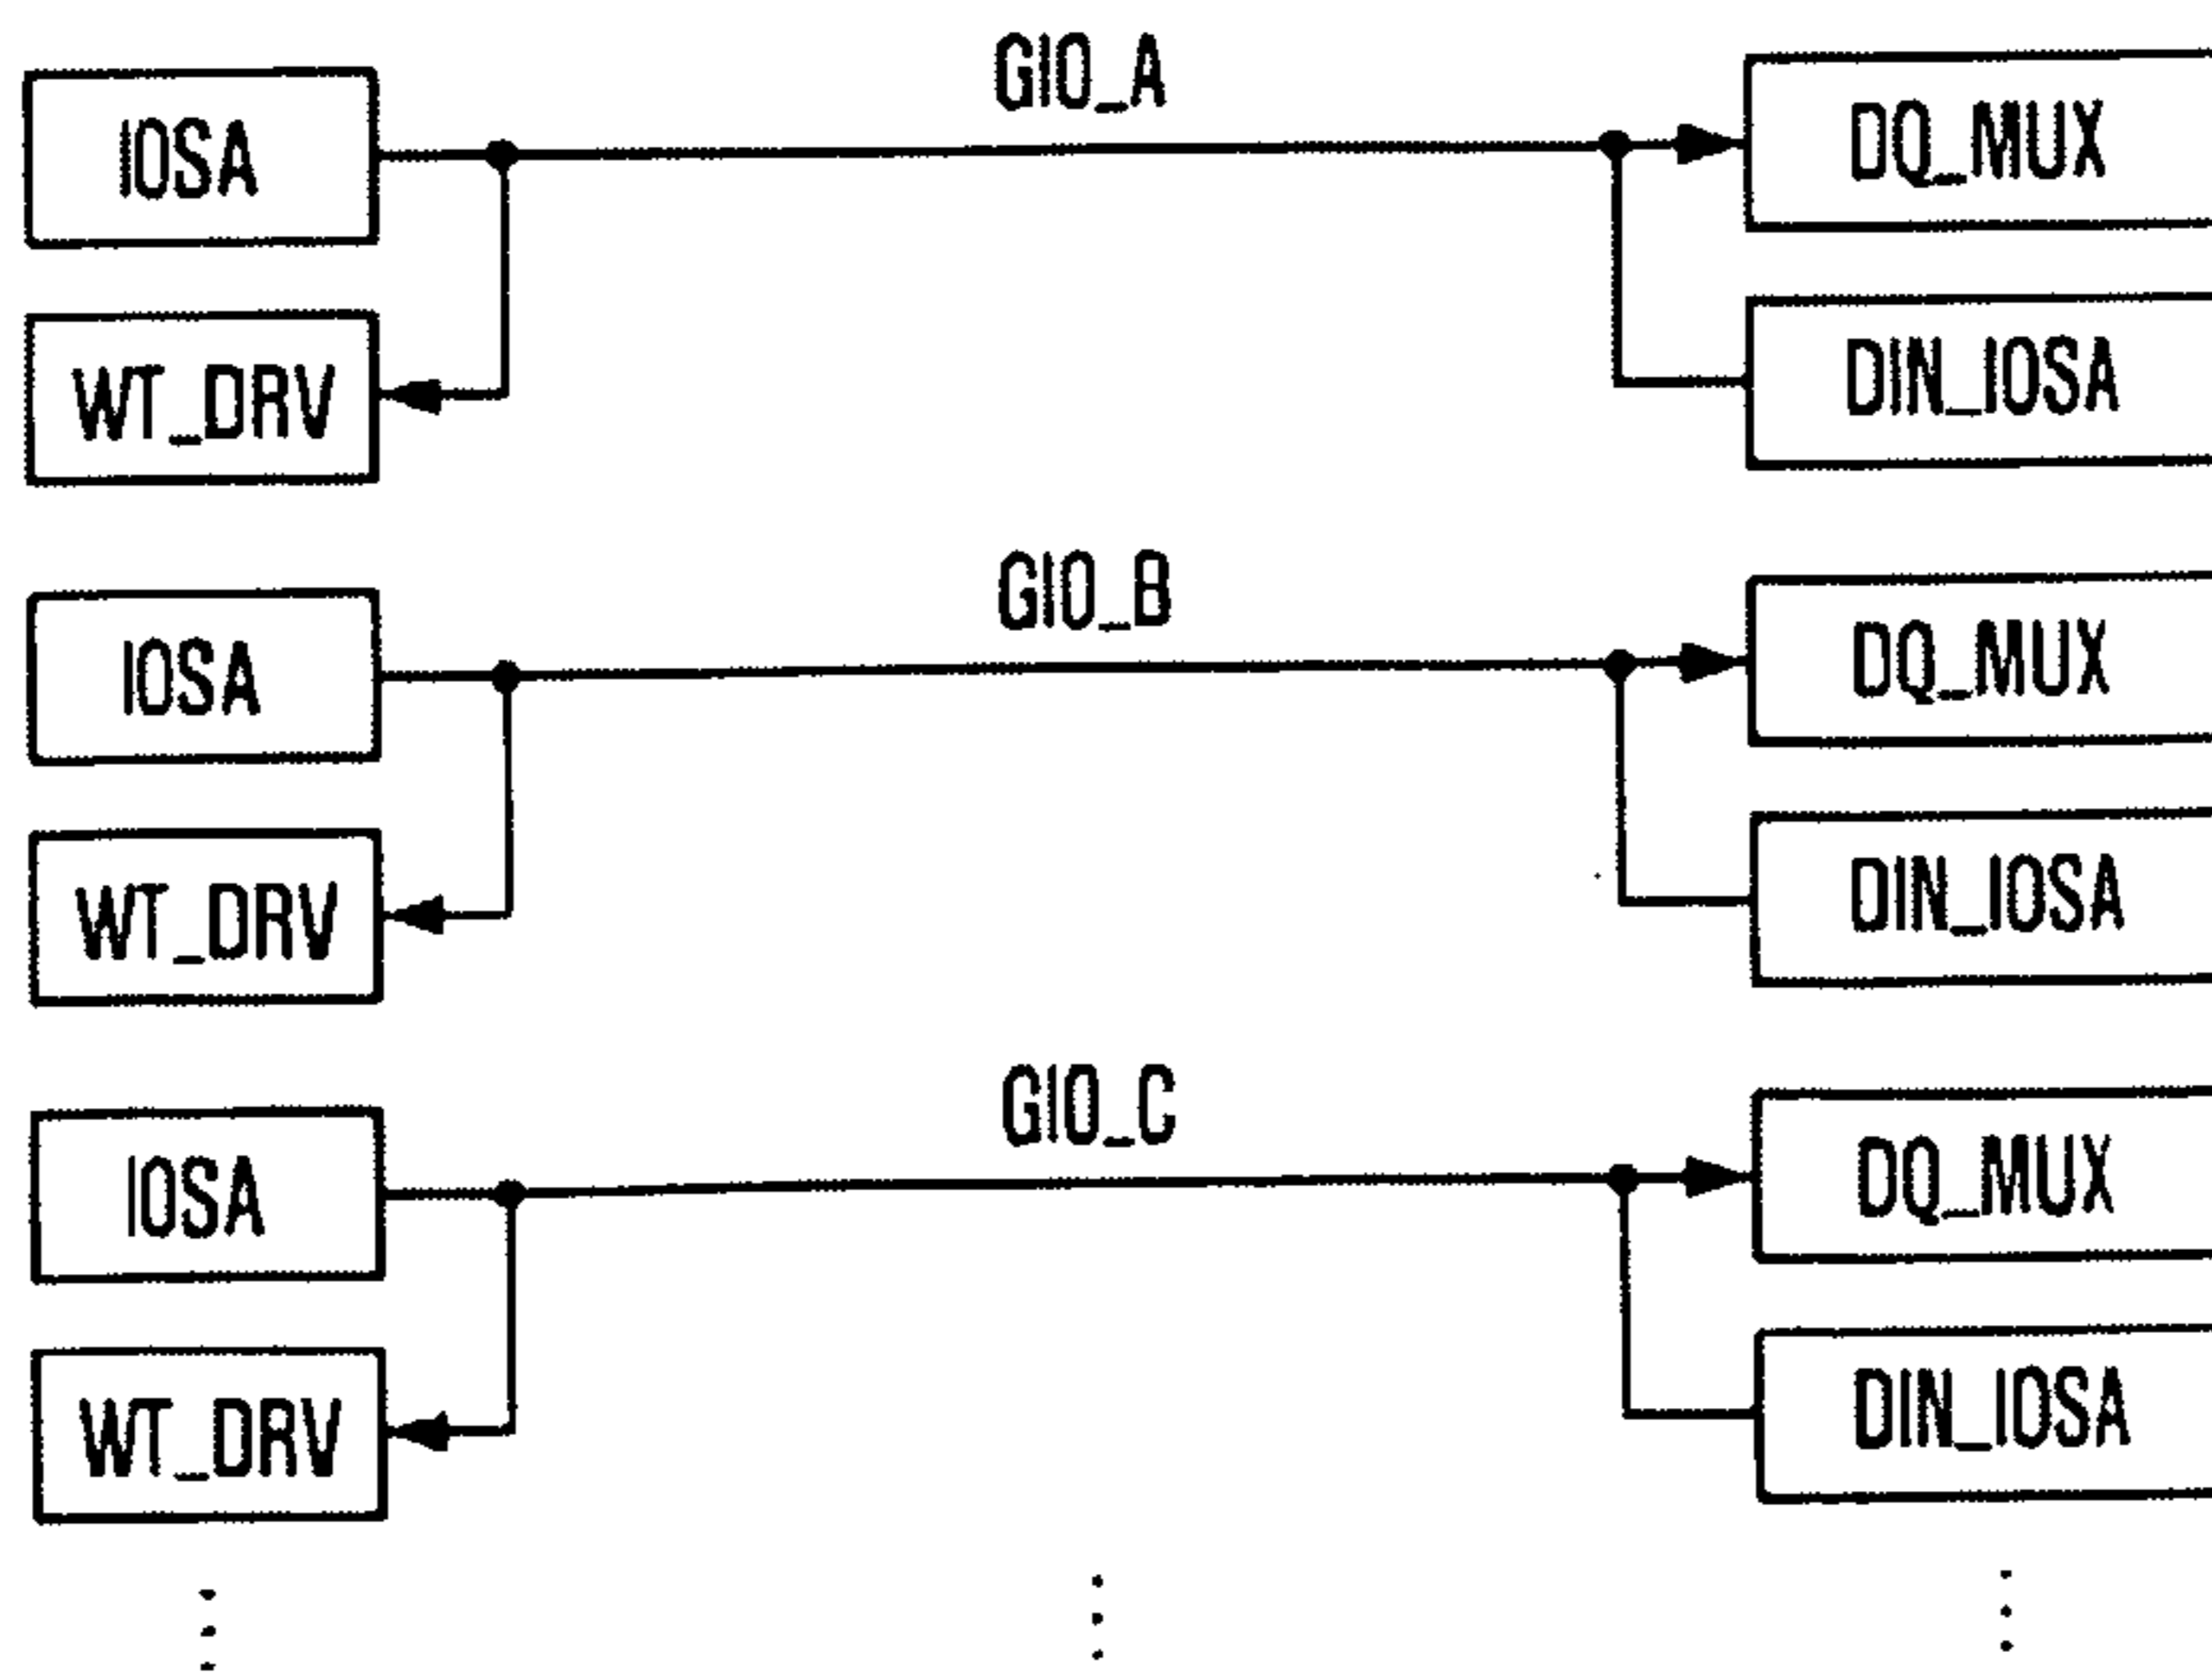 GIO_A
IOSA
DQ_MUX
WT_DRV
DIN_IOSA
GIO_B
IOSA
DQ_MUX
WT_DRV
DIN_IOSA
GIO_C
IOSA
DQ_MUX
WT_DRV
DIN_IOSA